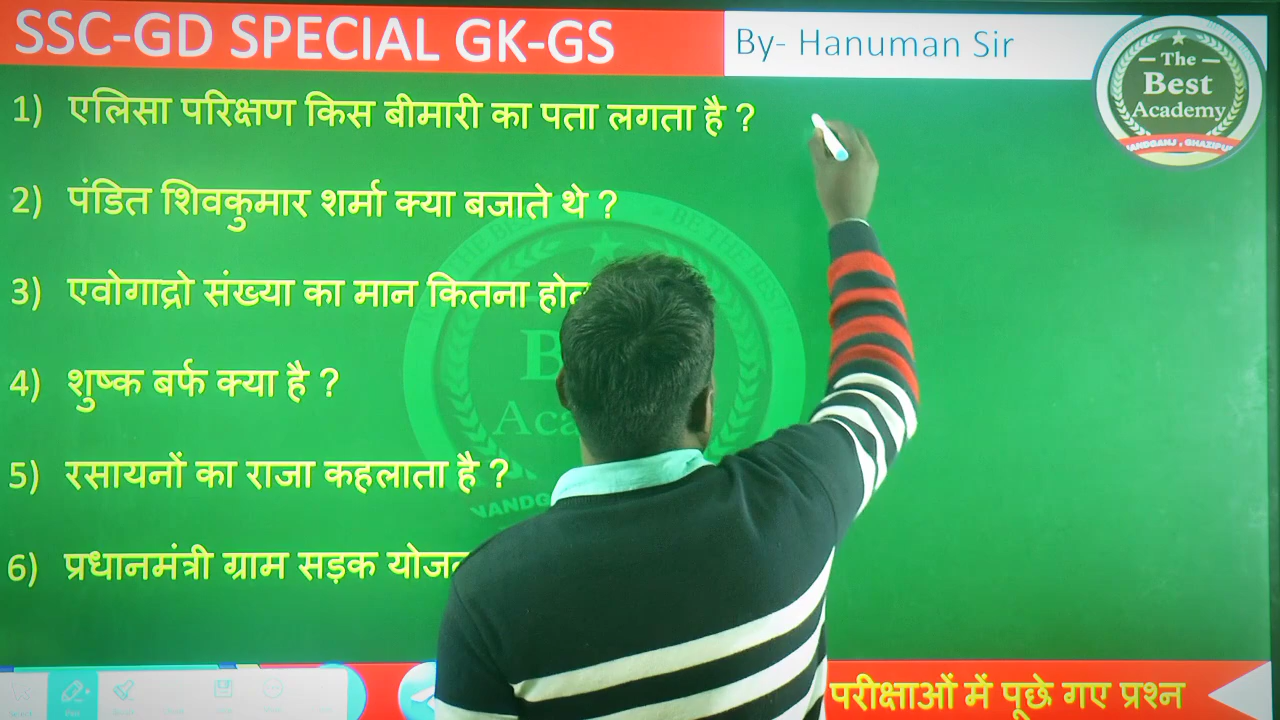 SSC-GD SPECIAL GK-GS
By- Hanuman Sir
The
Best
Academy
1) एलिसा परिक्षण किस बीमारी का पता लगता है ?
2) पंडित शिवकुमार शर्मा क्या बजाते थे ?
3) एवोगाद्रो संख्या का मान कितना
4) शुष्क बर्फ क्या है ?
5) रसायनों का राजा कहलाता है ?
6) प्रधानमंत्री ग्राम सड़क
परीक्षाओं में पूछे गए प्रश्न